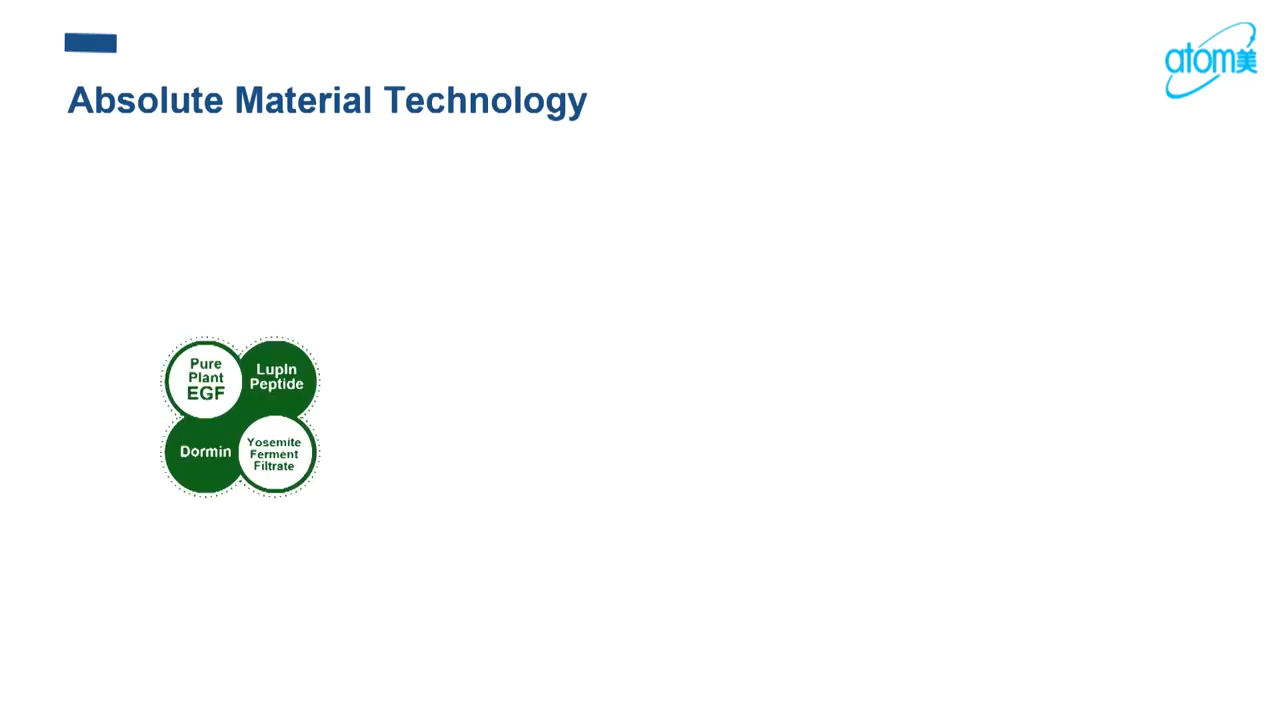 atom美
Absolute Material Technology
Pure
Plant
EGF
LupIn
Peptide
Dormin
Yosemite
Ferment
Filtrate